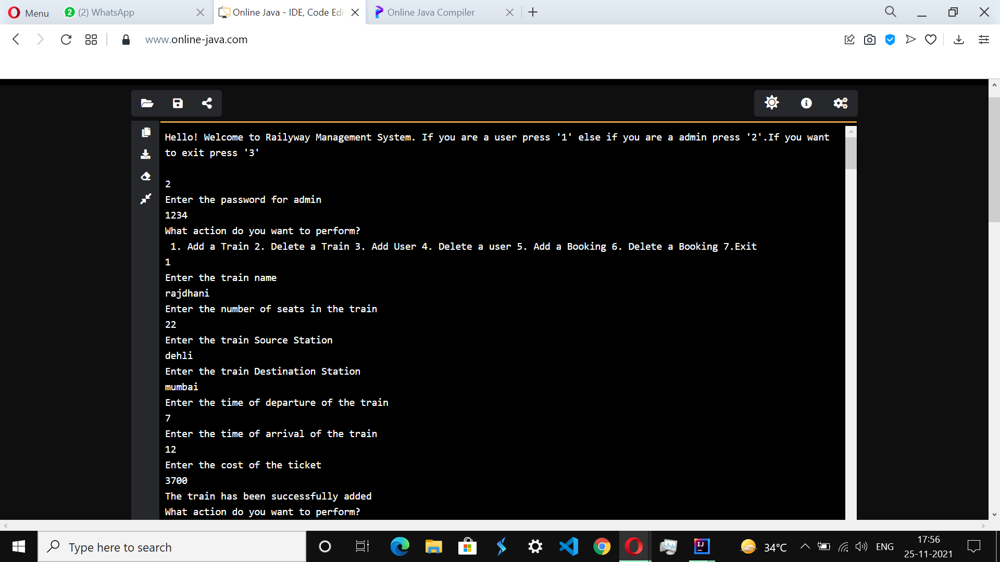 Menu
2 (2) WhatsApp
Online Java - IDE, Code Edi
Online Java Compiler
www.online-java.com
Hello! Welcome to Railyway Management System. If you are a user press '1' else if you are a admin press '2'.If you want
to exit press '3'
2
Enter the password for admin
1234
What action do you want to perform?
1. Add a Train 2. Delete a Train 3. Add User 4. Delete a user 5. Add a Booking 6. Delete a Booking 7.Exit
1
Enter the train name
rajdhani
Enter the number of seats in the train
22
Enter the train Source Station
dehli
Enter the train Destination Station
mumbai
Enter the time of departure of the train
7
Enter the time of arrival of the train
12
Enter the cost of the ticket
3700
The train has been successfully added
What action do you want to perform?
Type here to search
IJ
34°C
ENG
17:56
25-11-2021